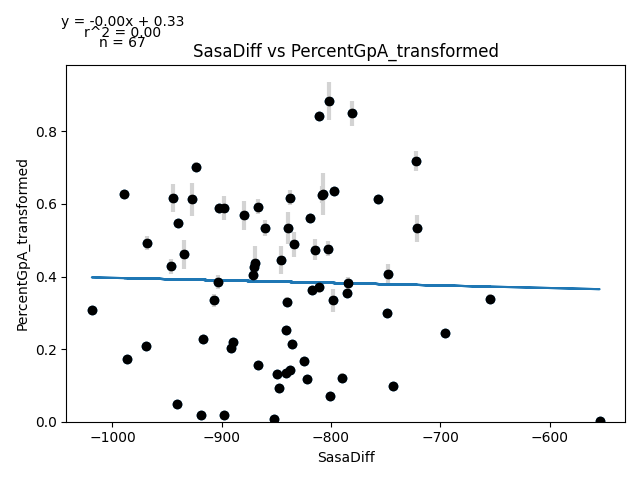 y = -0.00x + 0.33
r^2 = 0.00
n = 67
SasaDiff vs PercentGpA_transformed
PercentGpA_transformed
0.8
0.6
0.4
0.2
0.0
−1000 −900 −800 −700 −600
SasaDiff